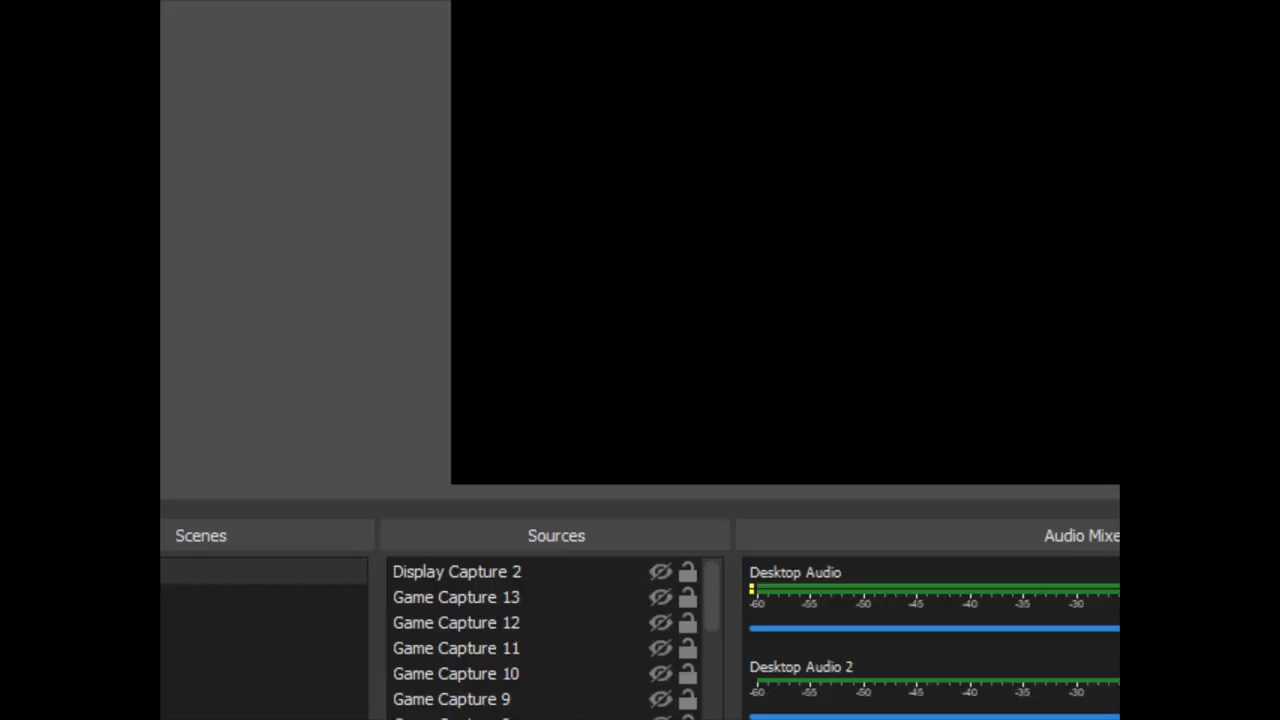 Scenes
Sources
Audio Mixe
Display Capture 2
Game Capture 13
Game Capture 12
Game Capture 11
Game Capture 10
Game Capture 9
Desktop Audio
-60 -55 -50 -45 -40 -35 -30
Desktop Audio 2
-60 -55 -50 -45 -40 -35 -30